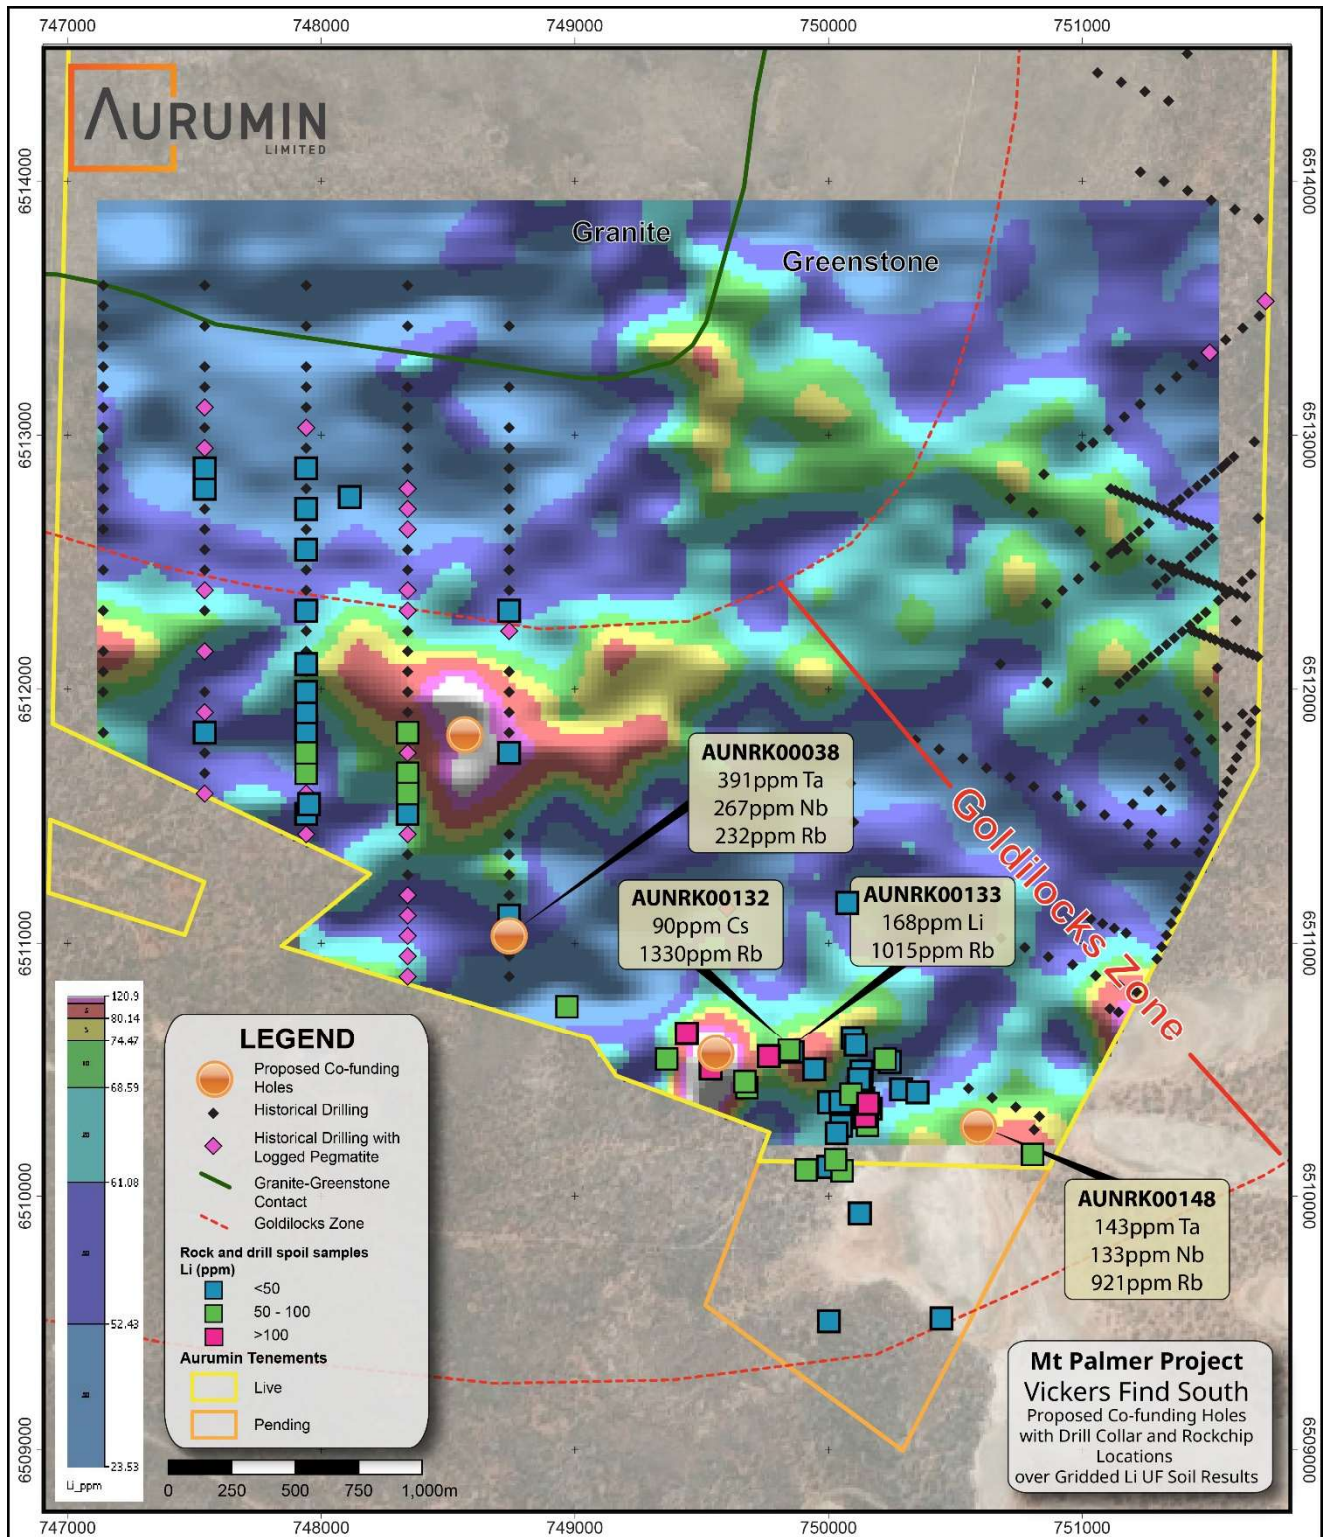 747000 748000 749000 750000 751000
AURUMIN
LIMITED
6514000 6514000
Granite
Greenstone
6513000 6513000
6512000 6512000
AUNRK00038
391ppm Ta
267ppm Nb
232ppm Rb
Goldilocks Zone
AUNRK00132
90ppm Cs
1330ppm Rb
AUNRK00133
168ppm Li
1015ppm Rb
6511000 6511000
120.9
80.14
74.47
68.59
61.08
52.43
23.53
Li_ppm
LEGEND
Proposed Co-funding
Holes
Historical Drilling
Historical Drilling with
Logged Pegmatite
Granite-Greenstone
Contact
Goldilocks Zone
Rock and drill spoil samples
Li (ppm)
<50
50 - 100
>100
Aurumin Tenements
Live
Pending
6510000 6510000
AUNRK00148
143ppm Ta
133ppm Nb
921ppm Rb
Mt Palmer Project
Vickers Find South
Proposed Co-funding Holes
with Drill Collar and Rockchip
Locations
over Gridded Li UF Soil Results
6509000 6509000
0 250 500 750 1,000m
747000 748000 749000 750000 751000